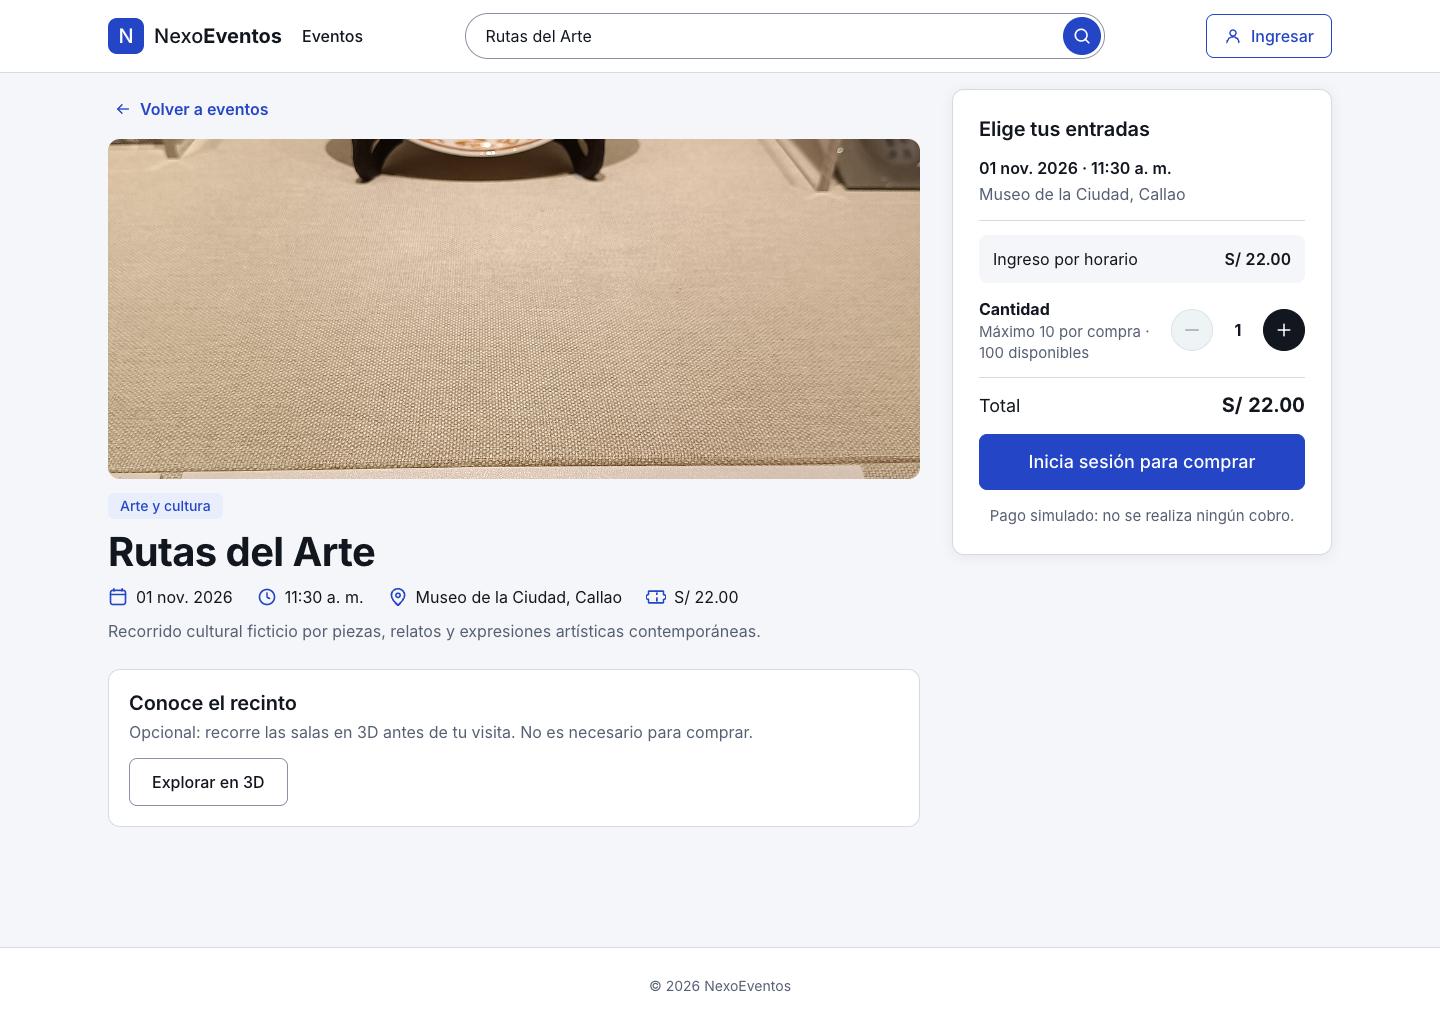 N NexoEventos
Eventos
Rutas del Arte
Ingresar
Volver a eventos
Arte y cultura
Rutas del Arte
01 nov. 2026
11:30 a. m.
Museo de la Ciudad, Callao
S/ 22.00
Recorrido cultural ficticio por piezas, relatos y expresiones artísticas contemporáneas.
Conoce el recinto
Opcional: recorre las salas en 3D antes de tu visita. No es necesario para comprar.
Explorar en 3D
Elige tus entradas
01 nov. 2026 · 11:30 a. m.
Museo de la Ciudad, Callao
Ingreso por horario S/ 22.00
Cantidad
Máximo 10 por compra ·
100 disponibles
1
Total S/ 22.00
Inicia sesión para comprar
Pago simulado: no se realiza ningún cobro.
© 2026 NexoEventos